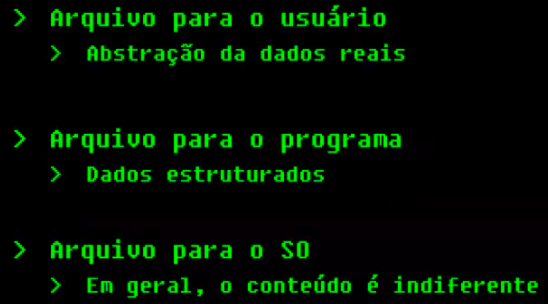 > Arquivo para o usuário
> Abstração da dados reais
> Arquivo para o programa
> Dados estruturados
> Arquivo para o SO
> Em geral, o conteúdo é indiferente